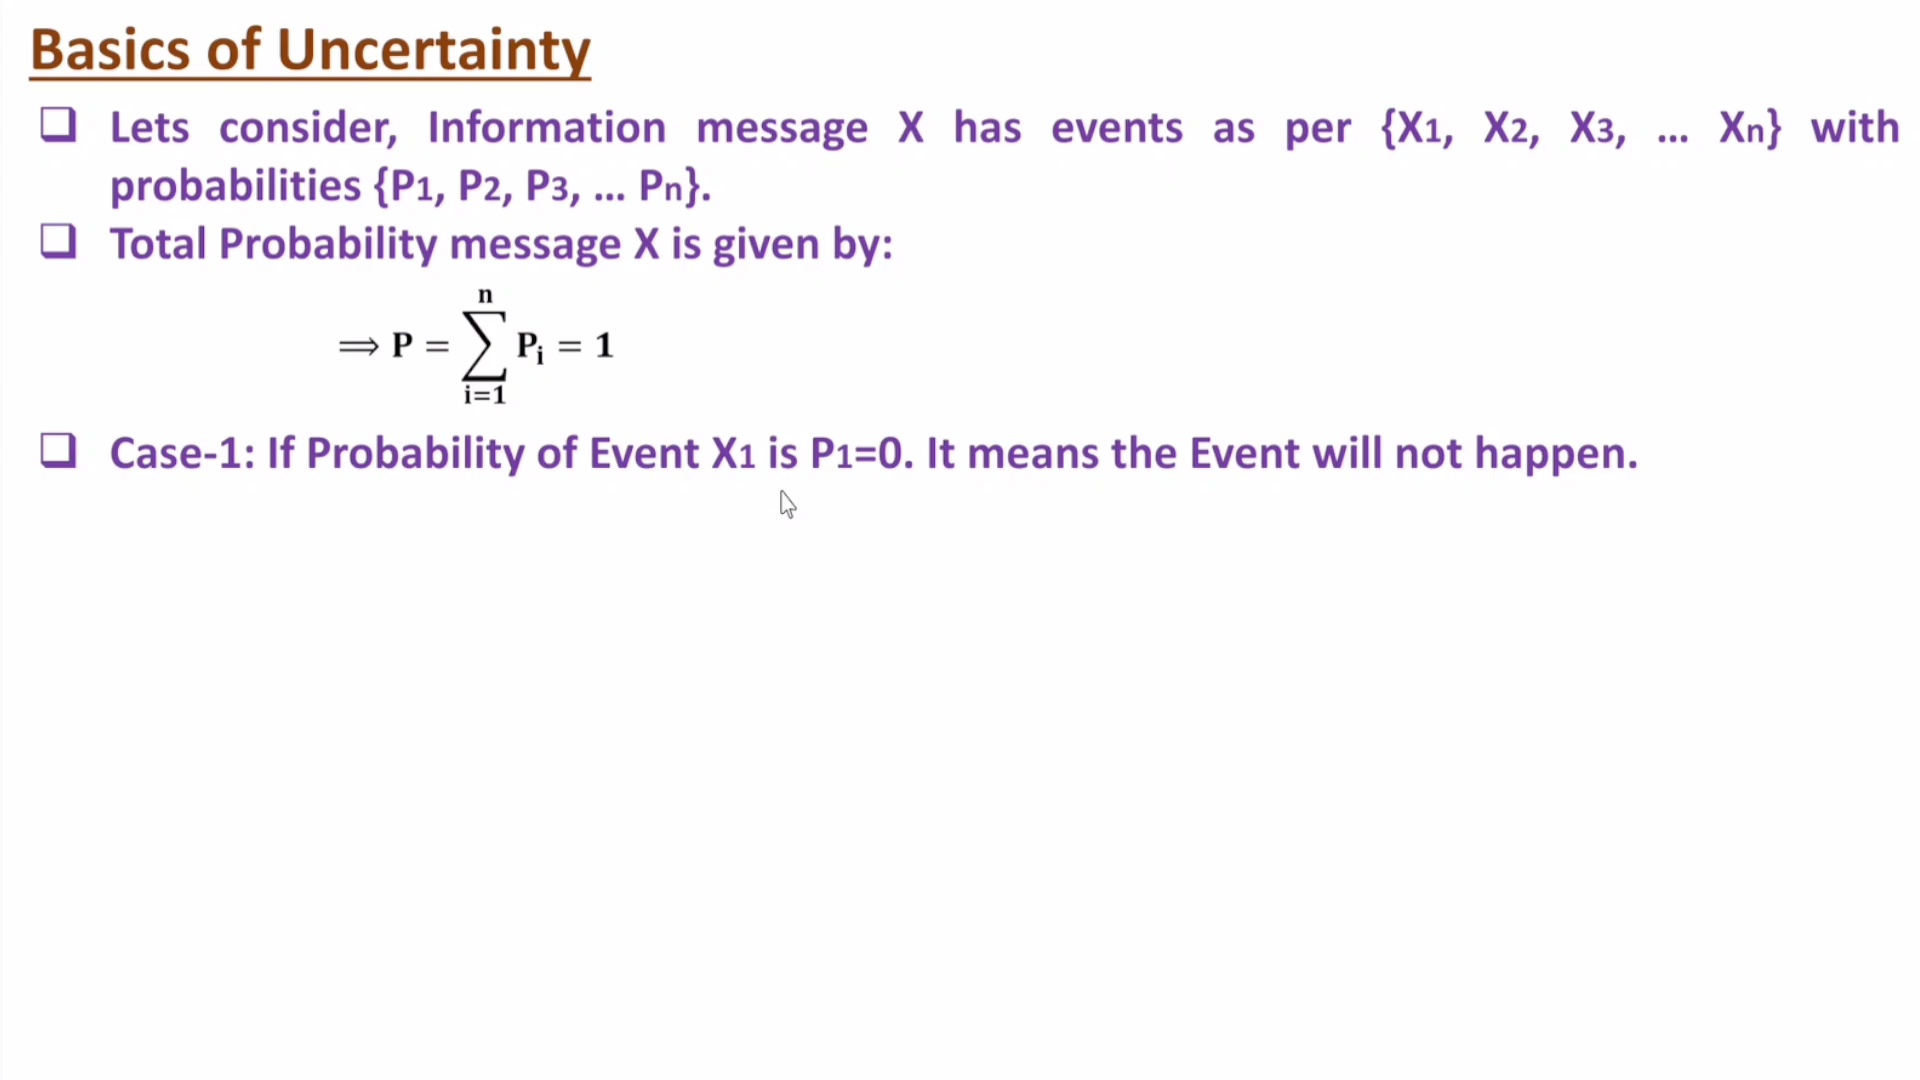 Basics of Uncertainty
❑ Lets consider, Information message X has events as per {X1, X2, X3, ... Xn} with
probabilities {P1, P2, P3, ... Pn}.
❑ Total Probability message X is given by:
⟹ P = ∑_{i=1}^{n} P_i = 1
❑ Case-1: If Probability of Event X1 is P1=0. It means the Event will not happen.